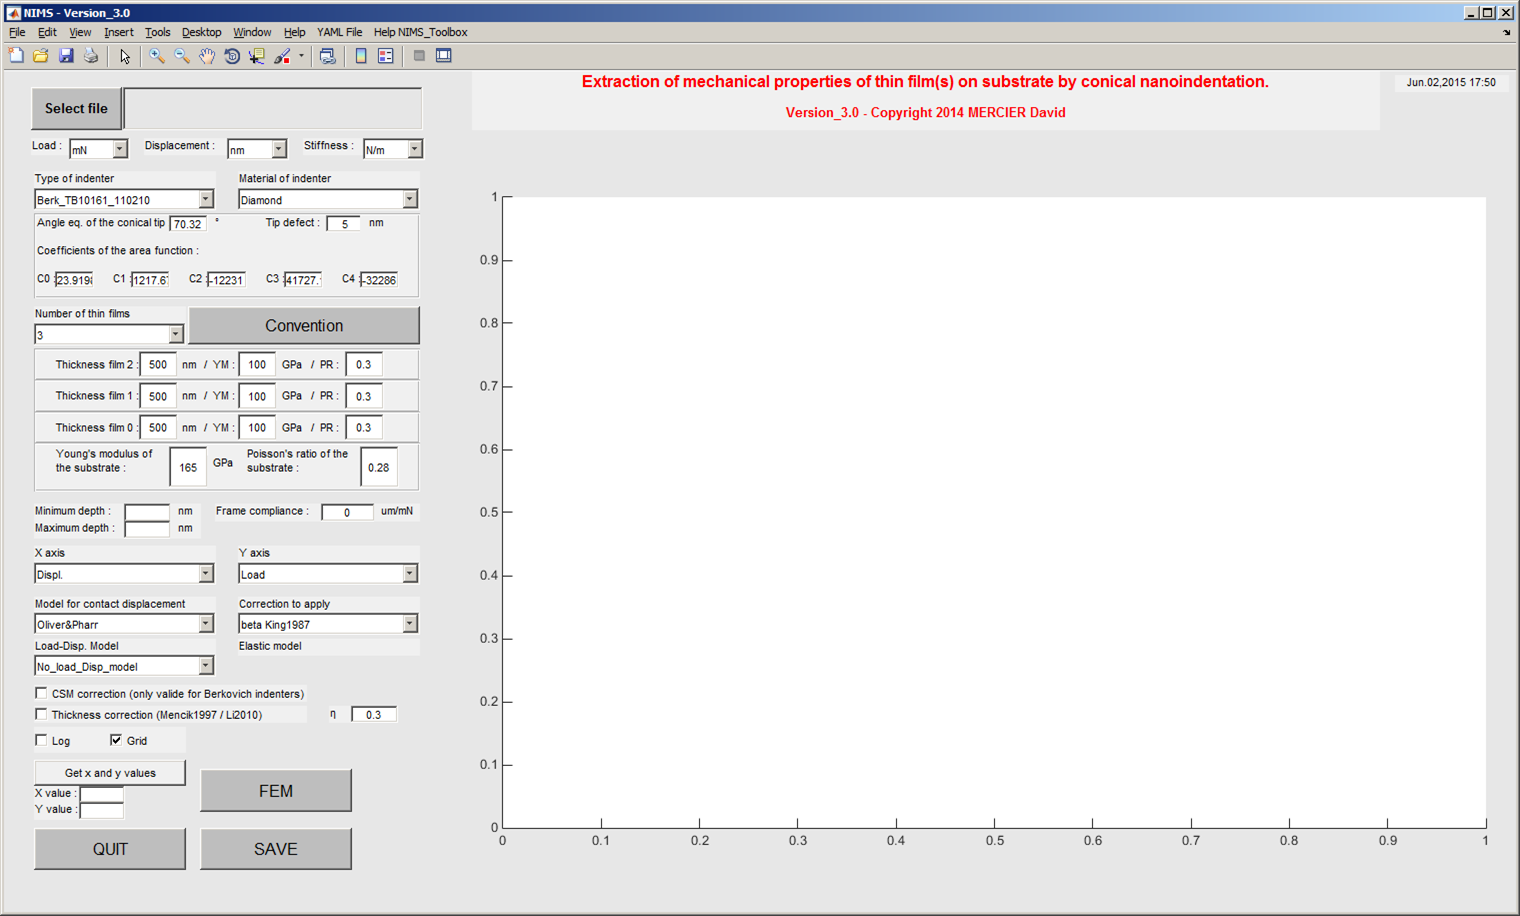 NIMS - Version_3.0
File Edit View Insert Tools Desktop Window Help YAML File Help NIMS_Toolbox
Extraction of mechanical properties of thin film(s) on substrate by conical nanoindentation.
Jun.02,2015 17:50
Version_3.0 - Copyright 2014 MERCIER David
Select file
Load : mN Displacement : nm Stiffness : N/m
Type of indenter Material of indenter
Berk_TB10161_110210 Diamond
Angle eq. of the conical tip 70.32 ° Tip defect : 5 nm
Coefficients of the area function :
C0 : 23.9198 C1 : 1217.67 C2 : -12231 C3 : 41727. C4 : -32286
Number of thin films
3 Convention
Thickness film 2 : 500 nm / YM : 100 GPa / PR : 0.3
Thickness film 1 : 500 nm / YM : 100 GPa / PR : 0.3
Thickness film 0 : 500 nm / YM : 100 GPa / PR : 0.3
Young's modulus of the substrate : 165 GPa Poisson's ratio of the substrate : 0.28
Minimum depth : nm Frame compliance : 0 um/mN
Maximum depth : nm
X axis Y axis
Displ. Load
Model for contact displacement Correction to apply
Oliver&Pharr beta King1987
Load-Disp. Model Elastic model
No_load_Disp_model
CSM correction (only valide for Berkovich indenters)
Thickness correction (Mencik1997 / Li2010) η 0.3
Log Grid
Get x and y values
X value :
Y value :
FEM
QUIT SAVE
1
0.9
0.8
0.7
0.6
0.5
0.4
0.3
0.2
0.1
0
0 0.1 0.2 0.3 0.4 0.5 0.6 0.7 0.8 0.9 1